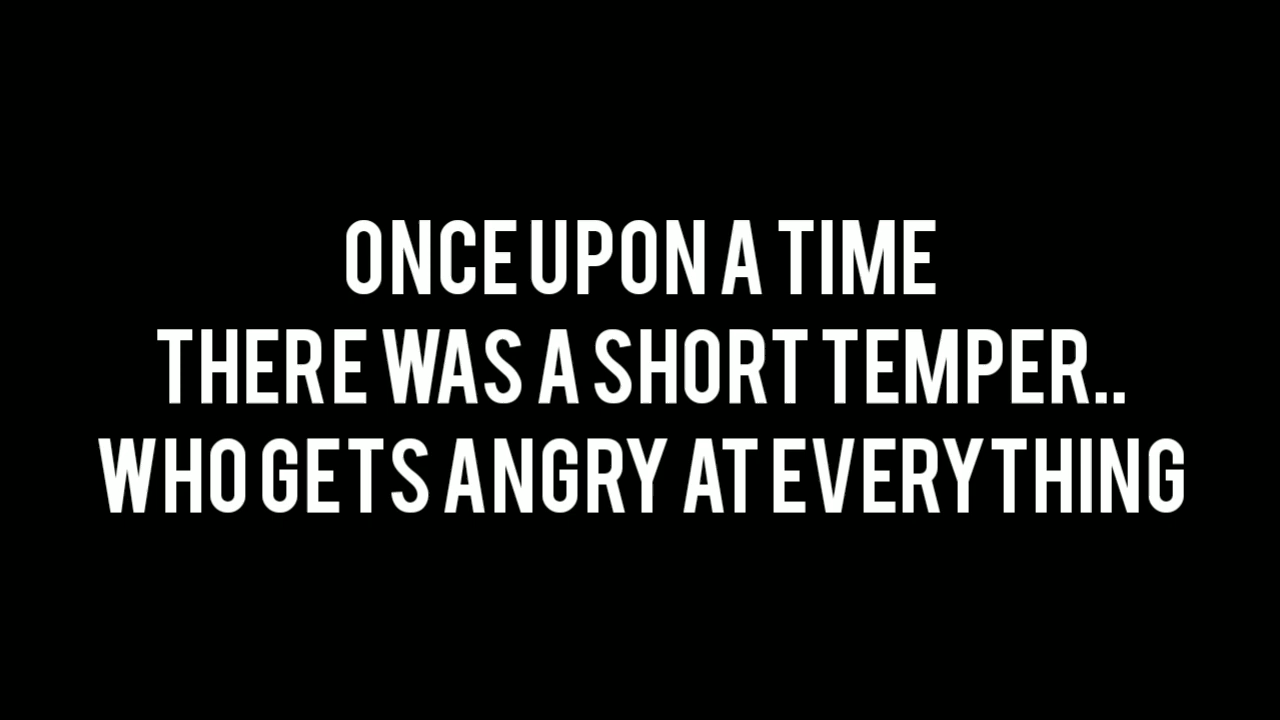 ONCE UPON A TIME
THERE WAS A SHORT TEMPER..
WHO GETS ANGRY AT EVERYTHING